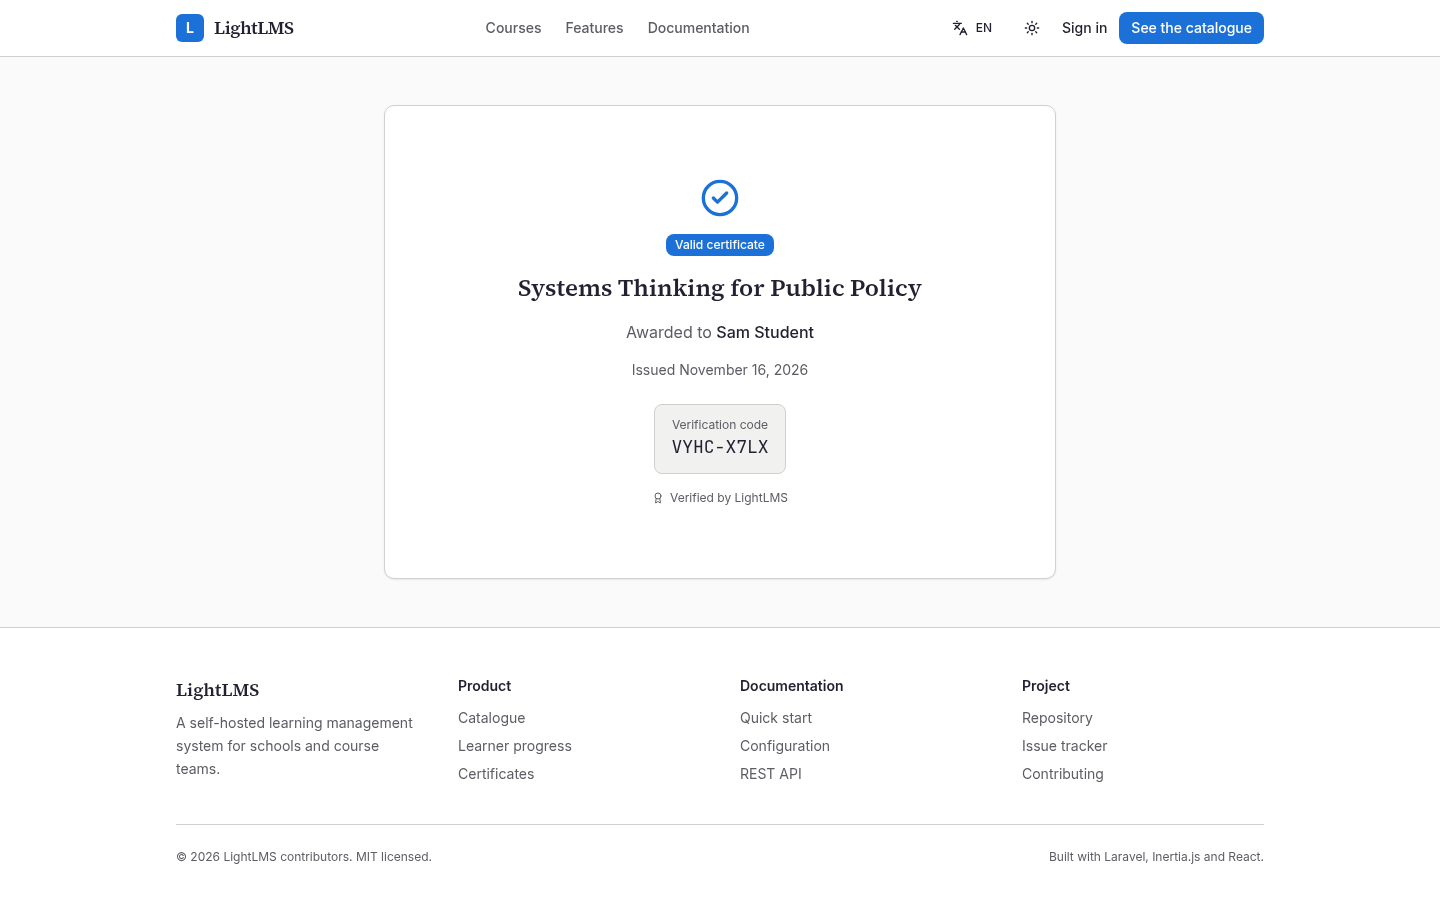 L LightLMS
Courses Features Documentation
EN Sign in See the catalogue
Valid certificate
Systems Thinking for Public Policy
Awarded to Sam Student
Issued November 16, 2026
Verification code
VYHC-X7LX
Verified by LightLMS
LightLMS
A self-hosted learning management
system for schools and course
teams.
Product
Catalogue
Learner progress
Certificates
Documentation
Quick start
Configuration
REST API
Project
Repository
Issue tracker
Contributing
© 2026 LightLMS contributors. MIT licensed.
Built with Laravel, Inertia.js and React.